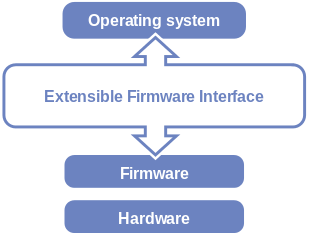 Operating system
Extensible Firmware Interface
Firmware
Hardware